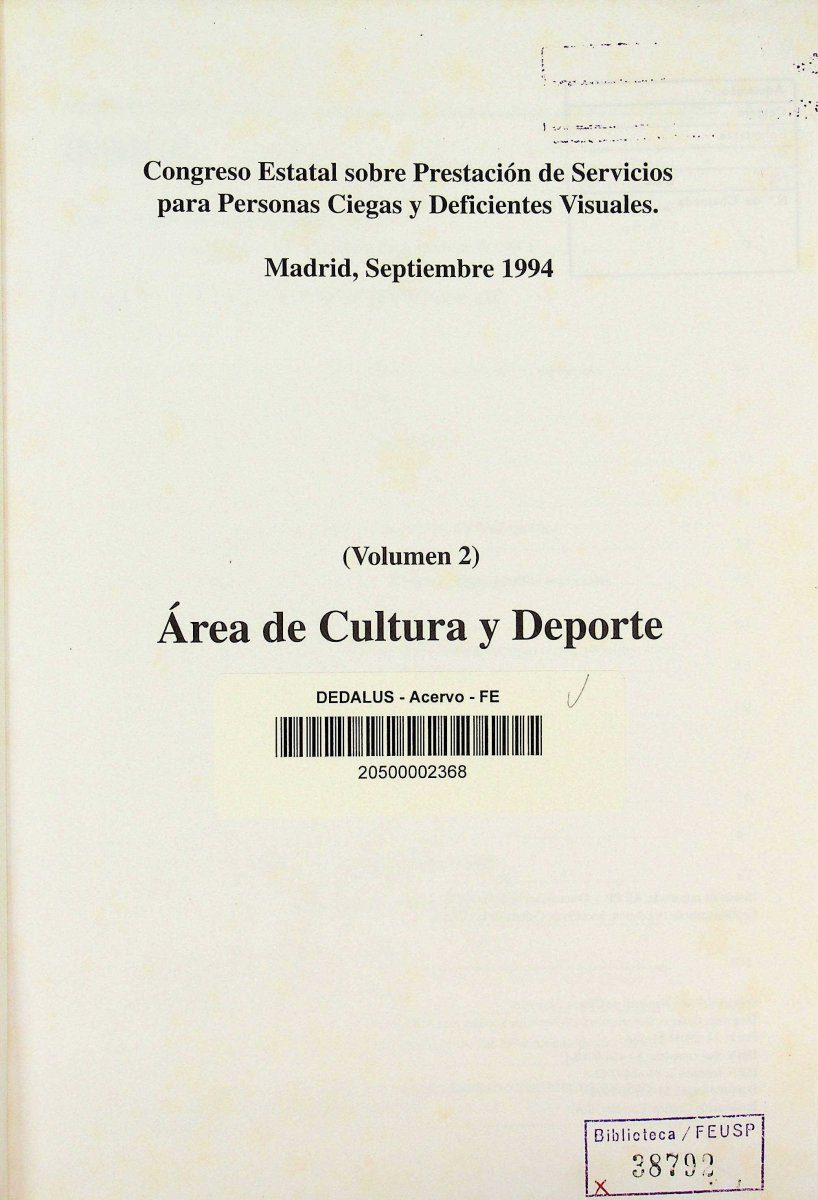 Congreso Estatal sobre Prestación de Servicios
para Personas Ciegas y Deficientes Visuales.
Madrid, Septiembre 1994
(Volumen 2)
Área de Cultura y Deporte
DEDALUS - Acervo - FE
20500002368
Biblioteca / FEUSP
38792